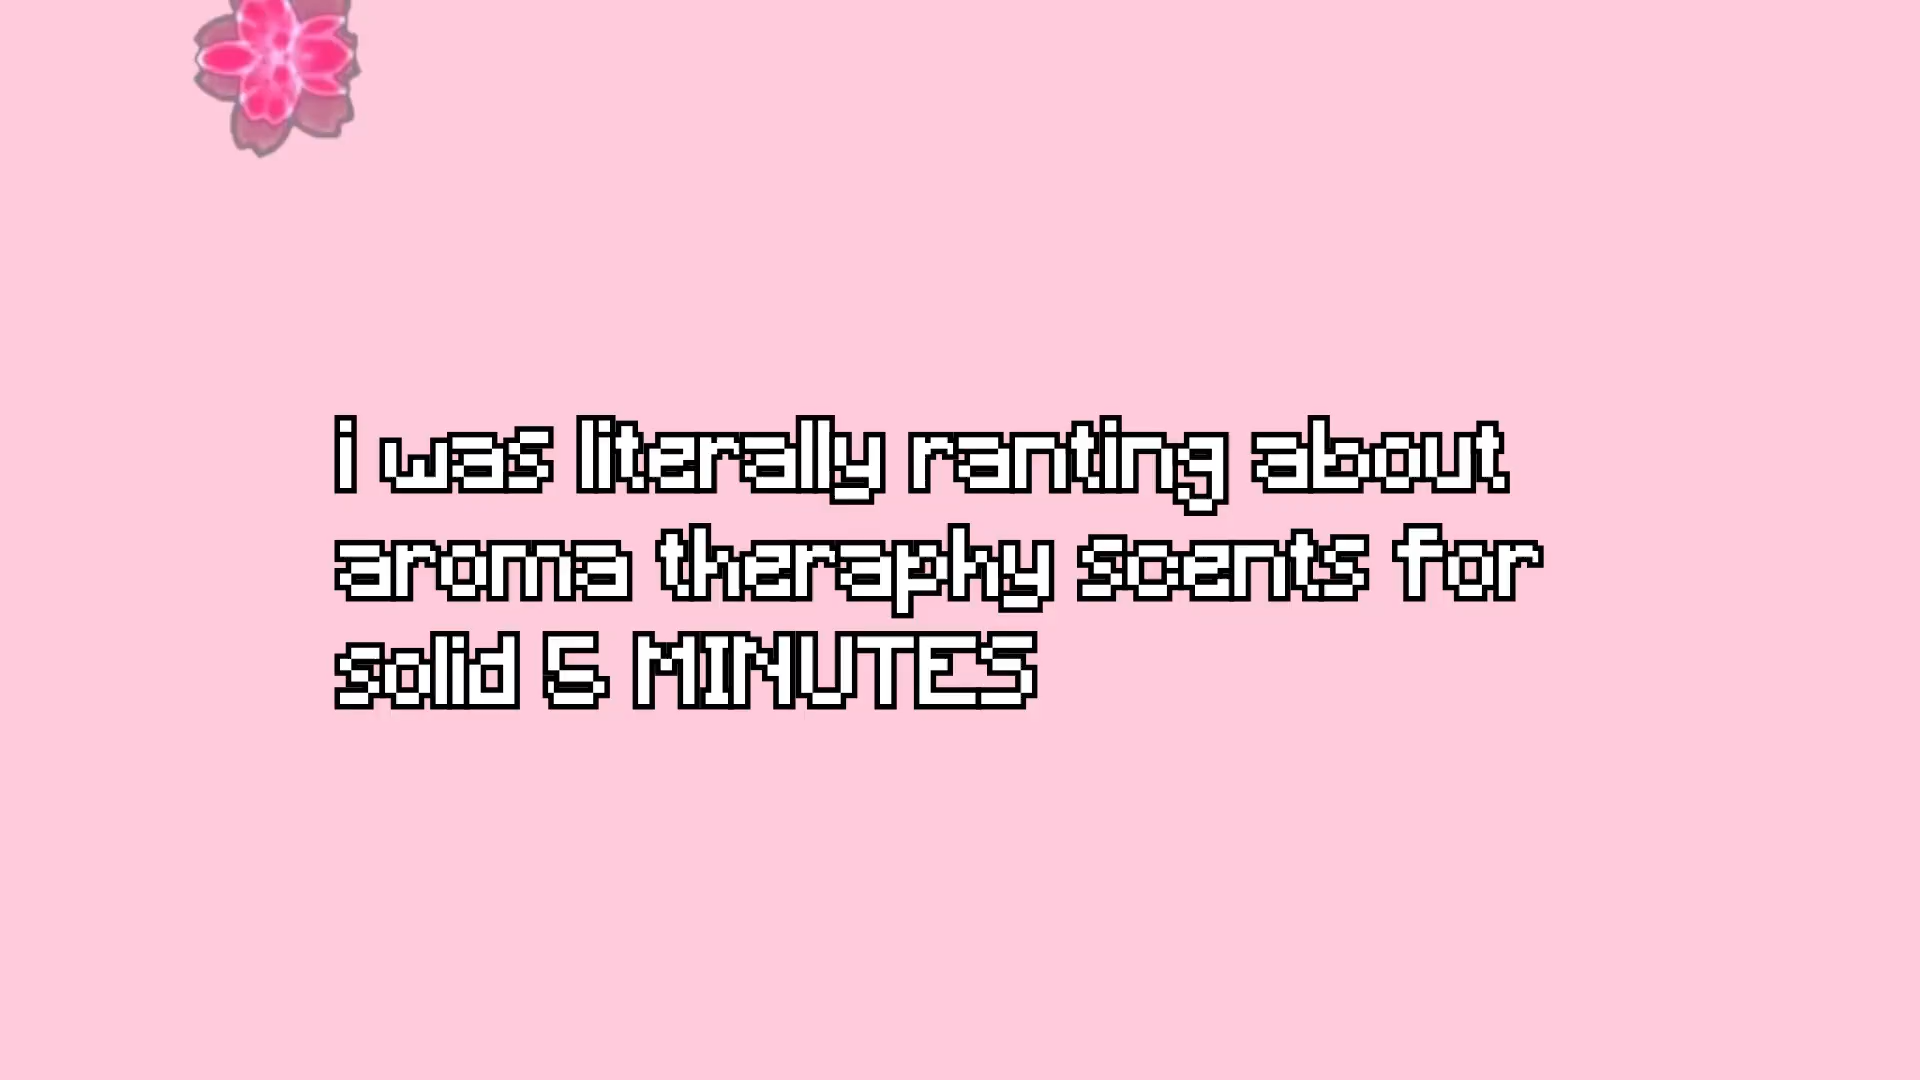 i was literally ranting about
aroma theraphy scents for
solid 5 MINUTES